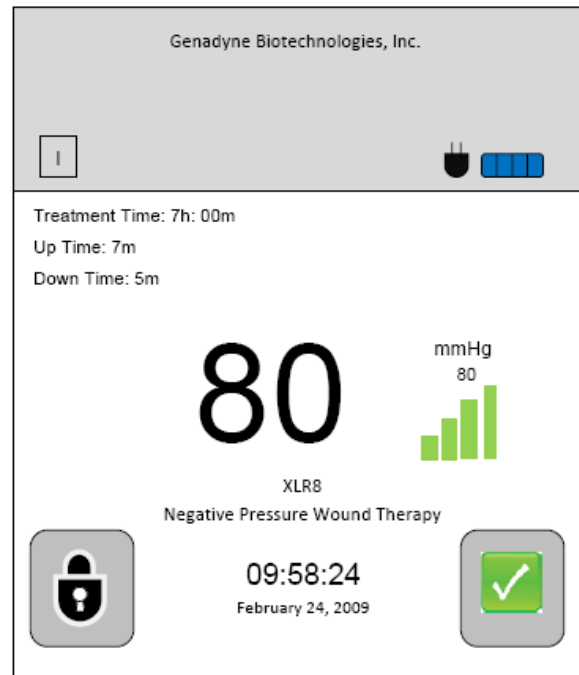 Genadyne Biotechnologies, Inc.
I
Treatment Time: 7h: 00m
Up Time: 7m
Down Time: 5m
80
mmHg
80
XLR8
Negative Pressure Wound Therapy
09:58:24
February 24, 2009